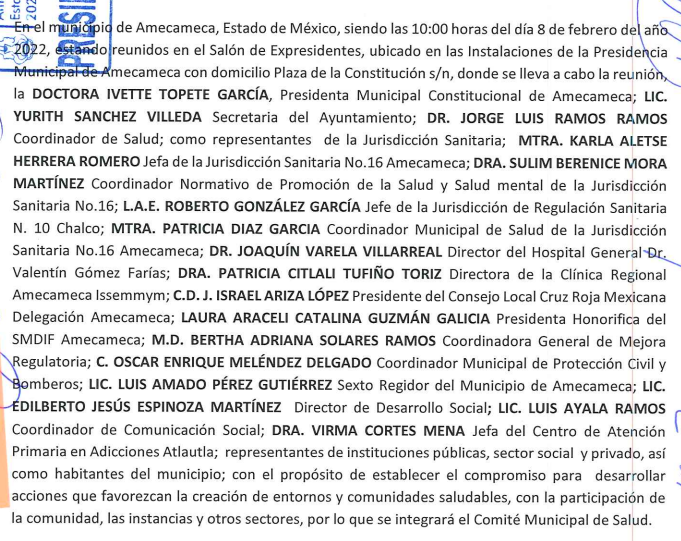 En el municipio de Amecameca, Estado de México, siendo las 10:00 horas del día 8 de febrero del año
2022, estando reunidos en el Salón de Expresidentes, ubicado en las Instalaciones de la Presidencia
Municipal de Amecameca con domicilio Plaza de la Constitución s/n, donde se lleva a cabo la reunión,
la DOCTORA IVETTE TOPETE GARCÍA, Presidenta Municipal Constitucional de Amecameca; LIC.
YURITH SANCHEZ VILLEDA Secretaria del Ayuntamiento; DR. JORGE LUIS RAMOS RAMOS
Coordinador de Salud; como representantes de la Jurisdicción Sanitaria; MTRA. KARLA ALETSE
HERRERA ROMERO Jefa de la Jurisdicción Sanitaria No.16 Amecameca; DRA. SULIM BERENICE MORA
MARTÍNEZ Coordinador Normativo de Promoción de la Salud y Salud mental de la Jurisdicción
Sanitaria No.16; L.A.E. ROBERTO GONZÁLEZ GARCÍA Jefe de la Jurisdicción de Regulación Sanitaria
N. 10 Chalco; MTRA. PATRICIA DIAZ GARCIA Coordinador Municipal de Salud de la Jurisdicción
Sanitaria No.16 Amecameca; DR. JOAQUÍN VARELA VILLARREAL Director del Hospital General Dr.
Valentín Gómez Farías; DRA. PATRICIA CITLALI TUFIÑO TORIZ Directora de la Clínica Regional
Amecameca Issemmym; C.D. J. ISRAEL ARIZA LÓPEZ Presidente del Consejo Local Cruz Roja Mexicana
Delegación Amecameca; LAURA ARACELI CATALINA GUZMÁN GALICIA Presidenta Honorifica del
SMDIF Amecameca; M.D. BERTHA ADRIANA SOLARES RAMOS Coordinadora General de Mejora
Regulatoria; C. OSCAR ENRIQUE MELÉNDEZ DELGADO Coordinador Municipal de Protección Civil y
Bomberos; LIC. LUIS AMADO PÉREZ GUTIÉRREZ Sexto Regidor del Municipio de Amecameca; LIC.
EDILBERTO JESÚS ESPINOZA MARTÍNEZ Director de Desarrollo Social; LIC. LUIS AYALA RAMOS
Coordinador de Comunicación Social; DRA. VIRMA CORTES MENA Jefa del Centro de Atención
Primaria en Adicciones Atlautla; representantes de instituciones públicas, sector social y privado, así
como habitantes del municipio; con el propósito de establecer el compromiso para desarrollar
acciones que favorezcan la creación de entornos y comunidades saludables, con la participación de
la comunidad, las instancias y otros sectores, por lo que se integrará el Comité Municipal de Salud.